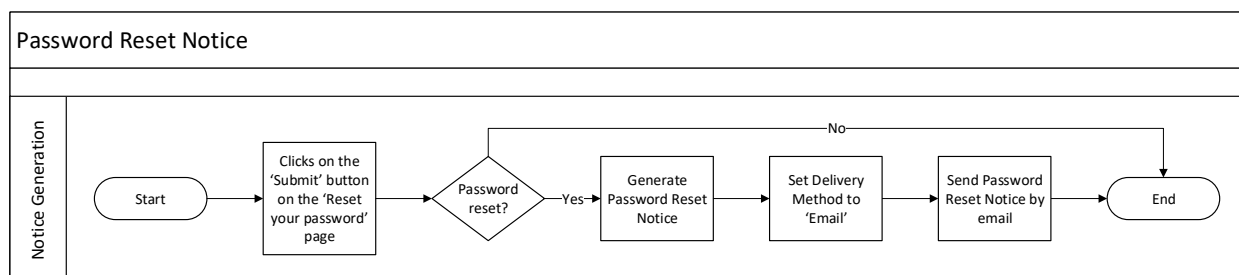 Password Reset Notice
Notice Generation
Start
Clicks on the
‘Submit’ button
on the ‘Reset
your password’
page
Password
reset?
No
Yes
Generate
Password Reset
Notice
Set Delivery
Method to
‘Email’
Send Password
Reset Notice by
email
End